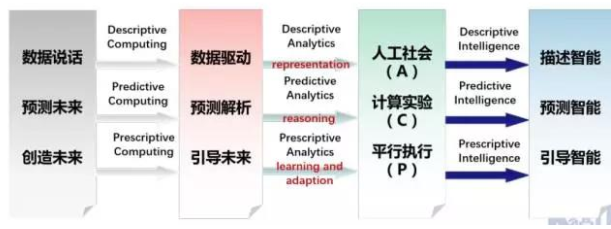 数据说话
预测未来
创造未来
Descriptive
Computing
Predictive
Computing
Prescriptive
Computing
数据驱动
预测解析
引导未来
Descriptive
Analytics
representation
Predictive
Analytics
reasoning
Prescriptive
Analytics
learning and
adaption
人工社会
(A)
计算实验
(C)
平行执行
(P)
Descriptive
Intelligence
Predictive
Intelligence
Prescriptive
Intelligence
描述智能
预测智能
引导智能